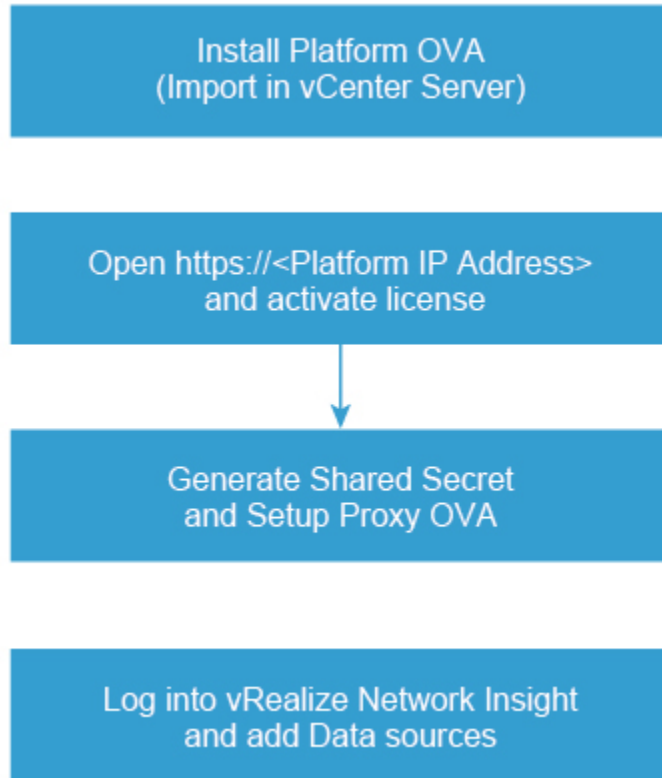 Install Platform OVA
(Import in vCenter Server)
Open https://<Platform IP Address>
and activate license
Generate Shared Secret
and Setup Proxy OVA
Log into vRealize Network Insight
and add Data sources